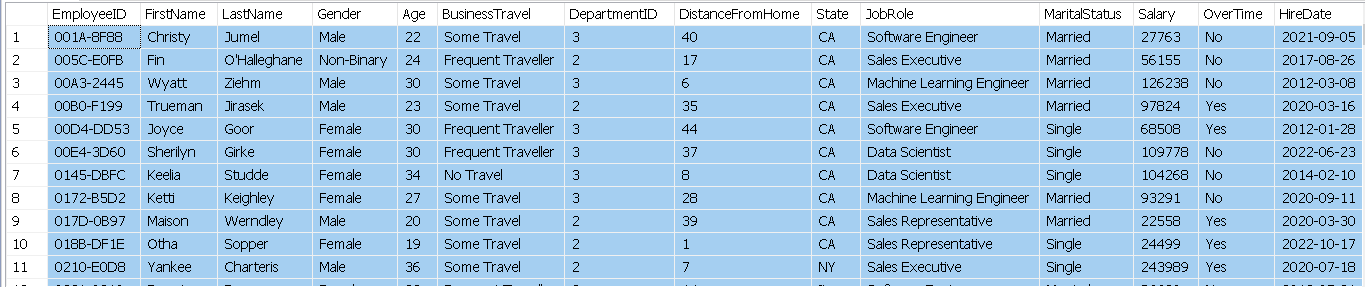 EmployeeID FirstName LastName Gender Age BusinessTravel DepartmentID DistanceFromHome State JobRole MaritalStatus Salary OverTime HireDate
1 001A-8F88 Christy Jumel Male 22 Some Travel 3 40 CA Software Engineer Married 27763 No 2021-09-05
2 005C-E0FB Fin O'Halleghane Non-Binary 24 Frequent Traveller 2 17 CA Sales Executive Married 56155 No 2017-08-26
3 00A3-2445 Wyatt Ziehm Male 30 Some Travel 3 6 CA Machine Learning Engineer Married 126238 No 2012-03-08
4 00B0-F199 Trueman Jirasek Male 23 Some Travel 2 35 CA Sales Executive Married 97824 Yes 2020-03-16
5 00D4-DD53 Joyce Goor Female 30 Frequent Traveller 3 44 CA Software Engineer Single 68508 Yes 2012-01-28
6 00E4-3D60 Sherilyn Girke Female 30 Frequent Traveller 3 37 CA Data Scientist Single 109778 No 2022-06-23
7 0145-DBFC Keelia Studde Female 34 No Travel 3 8 CA Data Scientist Single 104268 No 2014-02-10
8 0172-B5D2 Ketti Keighley Female 27 Some Travel 3 28 CA Machine Learning Engineer Married 93291 No 2020-09-11
9 017D-0B97 Maison Werndley Male 20 Some Travel 2 39 CA Sales Representative Married 22558 Yes 2020-03-30
10 018B-DF1E Otha Sopper Female 19 Some Travel 2 1 CA Sales Representative Single 24499 Yes 2022-10-17
11 0210-E0D8 Yankee Charteris Male 36 Some Travel 2 7 NY Sales Executive Single 243989 Yes 2020-07-18